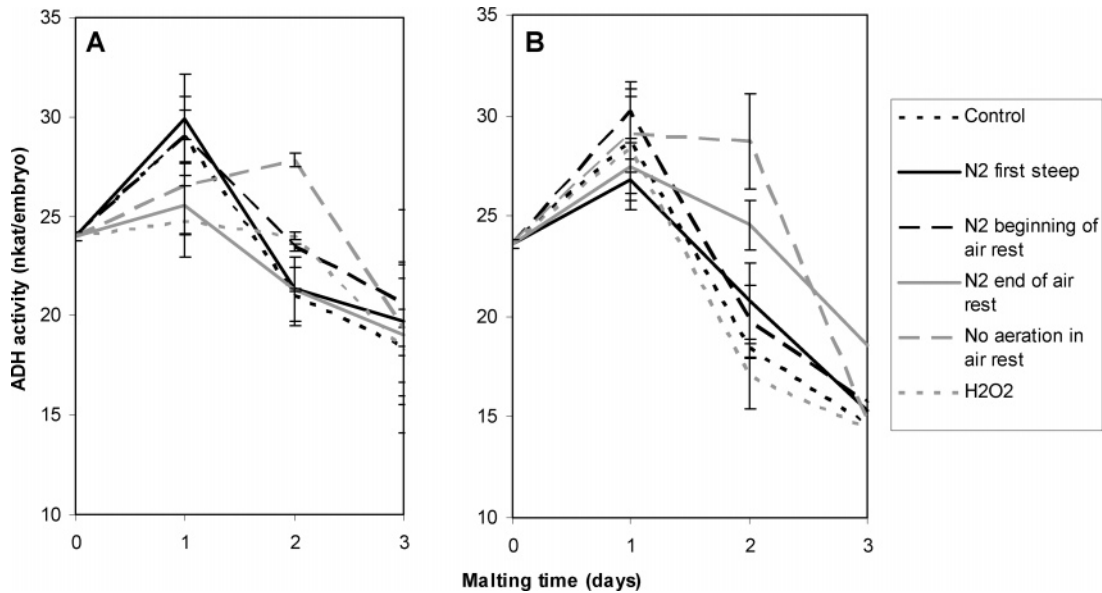 ADH activity (nkat/embryo)
35
30
25
20
15
10
A
0
1
2
3
35
30
25
20
15
10
B
0
1
2
3
Malting time (days)
Control
N2 first steep
N2 beginning of
air rest
N2 end of air
rest
No aeration in
air rest
H2O2